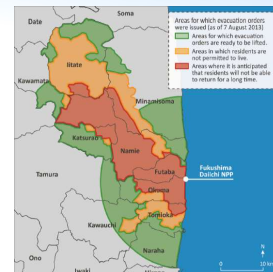 Areas for which evacuation orders
were issued (as of 7 August 2013)
Areas for which evacuation
orders are ready to be lifted.
Areas in which residents are
not permitted to live.
Areas where it is anticipated
that residents will not be able
to return for a long time.
Soma
Date
Iitate
Kawamata
Minamisoma
Katsurao
Namie
Fukushima
Daiichi NPP
Tamura
Futaba
Okuma
Tomioka
Kawauchi
Naraha
Ono
Iwaki
N
0 10 km